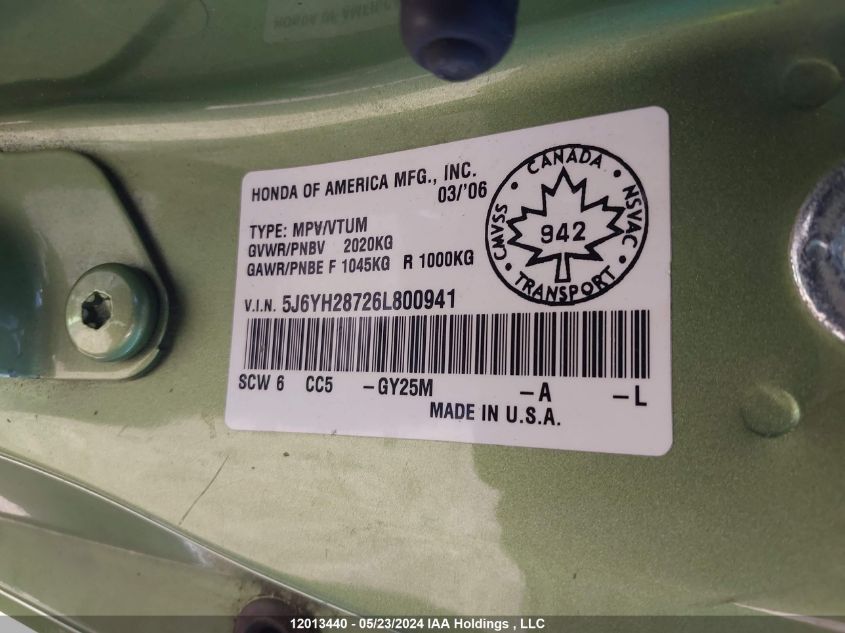 HONDA OF AMERICA MFG., INC.
03/'06
TYPE: MPV/VTUM
GVWR/PNBV 2020KG
GAWR/PNBE F 1045KG R 1000KG
V.I.N. 5J6YH28726L800941
CANADA
CMVSS
NSVAC
942
TRANSPORT
SCW 6 CC5 -GY25M -A -L
MADE IN U.S.A.
12013440 - 05/23/2024 IAA Holdings , LLC